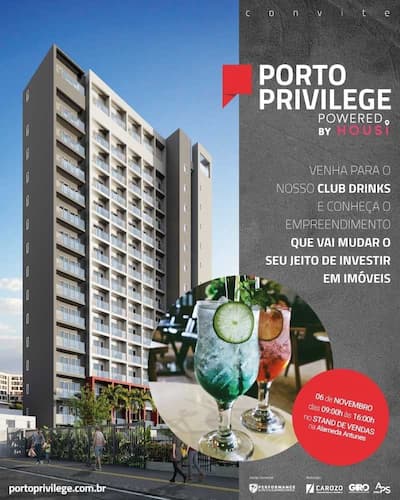 convite
PORTO
PRIVILEGE
POWERED
BY HOUSI
VENHA PARA O
NOSSO CLUB DRINKS
E CONHEÇA O
EMPREENDIMENTO
QUE VAI MUDAR O
SEU JEITO DE INVESTIR
EM IMÓVEIS
06 de NOVEMBRO
das 09:00h às 16:00h
no STAND DE VENDAS
na Alameda Antunes
portoprivilege.com.br
PERFORMANCE
CAROZO
GIRO
APS